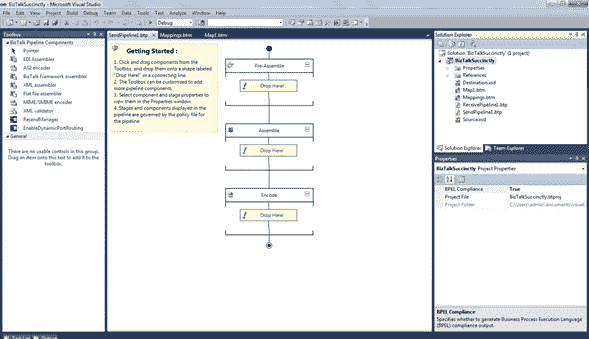 BizTalkSuccinctly - Microsoft Visual Studio
File Edit View Project Build Debug Team Data Tools Test Analyze Window Help
Debug
Toolbox
BizTalk Pipeline Components
Pointer
EDI Assembler
AS2 encoder
BizTalk Framework assembler
XML assembler
Flat file assembler
MIME/SMIME encoder
XML validator
ResendManager
EnableDynamicPortRouting
General
There are no usable controls in this group.
Drag an item onto this text to add it to the
toolbox.
SendPipeline1.btp
Mappings.btm
Map1.btm
Getting Started :
1. Click and drag components from the
Toolbox, and drop them onto a shape labeled
"Drop Here!" or a connecting line.
2. The Toolbox can be customized to add
more pipeline components.
3. Select component and stage properties to
view them in the Properties window.
4. Stages and components displayed in the
pipeline are governed by the policy file for
the pipeline
Pre-Assemble
Drop Here!
Assemble
Drop Here!
Encode
Drop Here!
Solution Explorer
Solution 'BizTalkSuccinctly' (1 project)
BizTalkSuccinctly
Properties
References
Destination.xsd
Map1.btm
Mappings.btm
ReceivePipeline1.btp
SendPipeline1.btp
Source.xsd
Solution Explorer Team Explorer
Properties
BizTalkSuccinctly Project Properties
BPEL Compliance True
Project File BizTalkSuccinctly.btproj
Project Folder C:\Users\admin\documents\visual
BPEL Compliance
Specifies whether to generate Business Process Execution Language
(BPEL) compliance output.
Toolbox